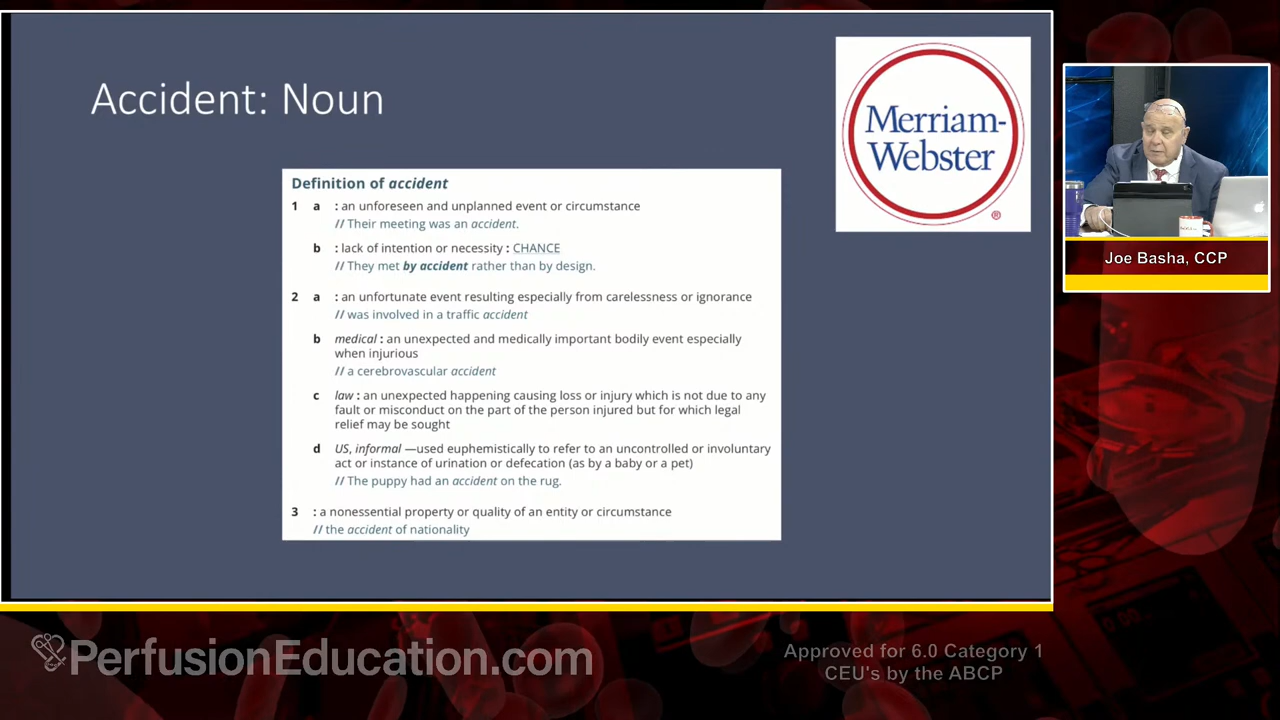 Accident: Noun
Merriam-
Webster
®
Definition of accident
1 a : an unforeseen and unplanned event or circumstance
// Their meeting was an accident.
b : lack of intention or necessity : CHANCE
// They met by accident rather than by design.
2 a : an unfortunate event resulting especially from carelessness or ignorance
// was involved in a traffic accident
b medical : an unexpected and medically important bodily event especially
when injurious
// a cerebrovascular accident
c law : an unexpected happening causing loss or injury which is not due to any
fault or misconduct on the part of the person injured but for which legal
relief may be sought
d US, informal —used euphemistically to refer to an uncontrolled or involuntary
act or instance of urination or defecation (as by a baby or a pet)
// The puppy had an accident on the rug.
3 : a nonessential property or quality of an entity or circumstance
// the accident of nationality
Joe Basha, CCP
PerfusionEducation.com
Approved for 6.0 Category 1
CEU's by the ABCP